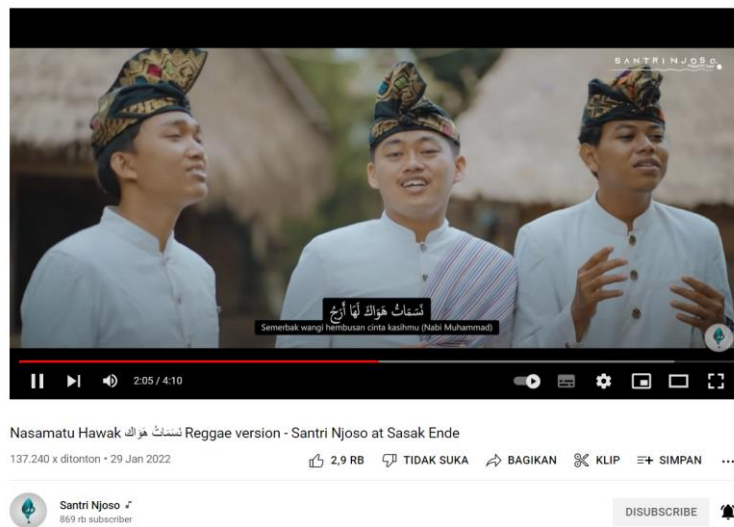 SANTRINJOSO
نَسَمَاتُ هَوَاكَ لَهَا أَرَجُ
Semerbak wangi hembusan cinta kasihmu (Nabi Muhammad)
2:05 / 4:10
Nasamatu Hawak نَسَمَاتُ هَوَاك Reggae version - Santri Njoso at Sasak Ende
137.240 x ditonton • 29 Jan 2022
2,9 RB TIDAK SUKA BAGIKAN KLIP SIMPAN ...
Santri Njoso
869 rb subscriber
DISUBSCRIBE